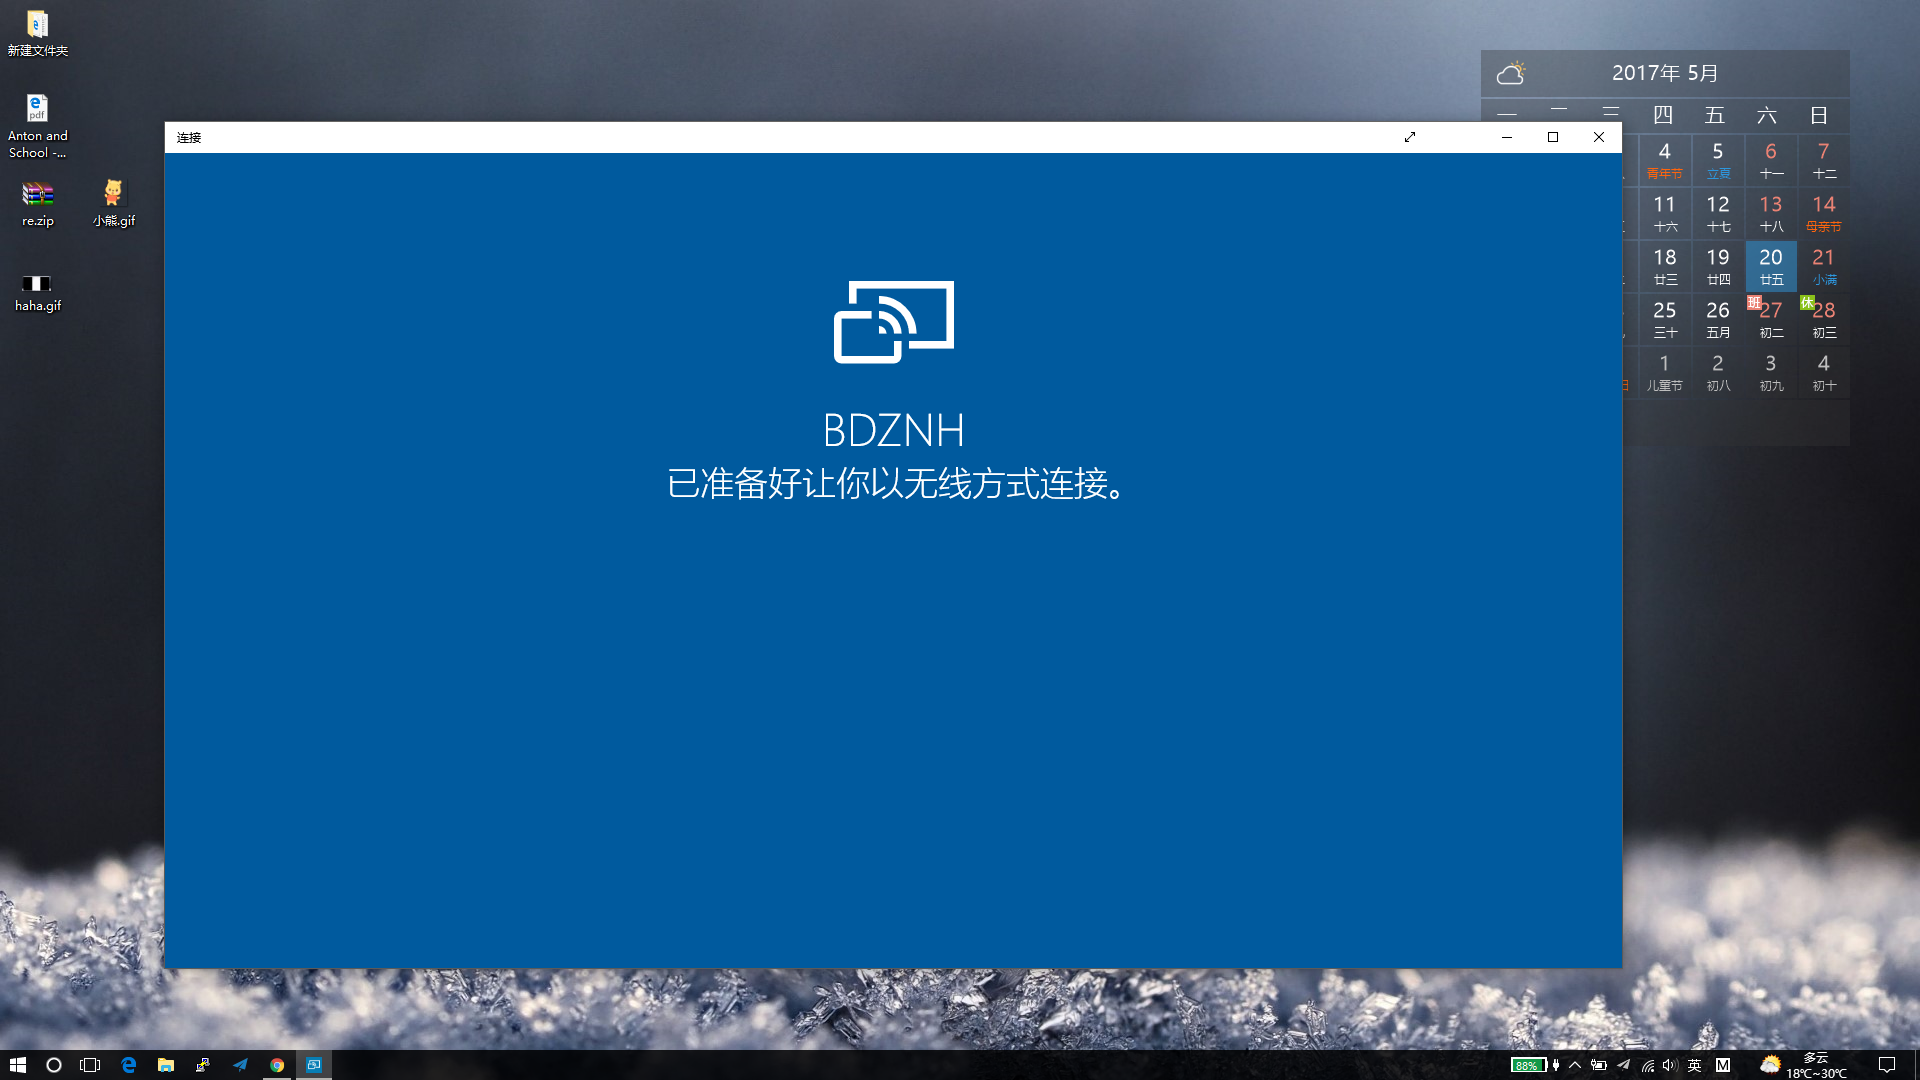 新建文件夹
Anton and
School -...
re.zip
小熊.gif
haha.gif
连接
BDZNH
已准备好让你以无线方式连接。
2017年 5月
一 二 三 四 五 六 日
4 5 6 7
青年节 立夏 十一 十二
11 12 13 14
十六 十七 十八 母亲节
18 19 20 21
廿三 廿四 廿五 小满
25 26 班 27 休 28
三十 五月 初二 初三
1 2 3 4
儿童节 初八 初九 初十
88%
英
M
多云
18℃~30℃